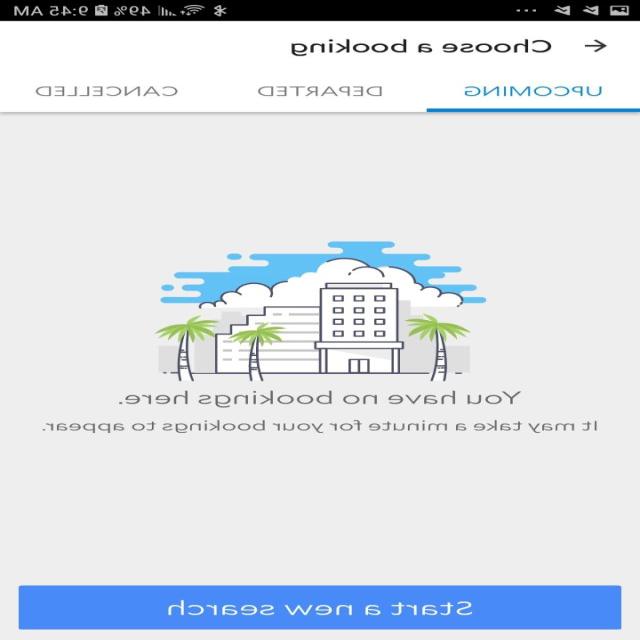 49% 9:45 AM
Choose a booking
UPCOMING DEPARTED CANCELLED
You have no bookings here.
It may take a minute for your bookings to appear.
Start a new search